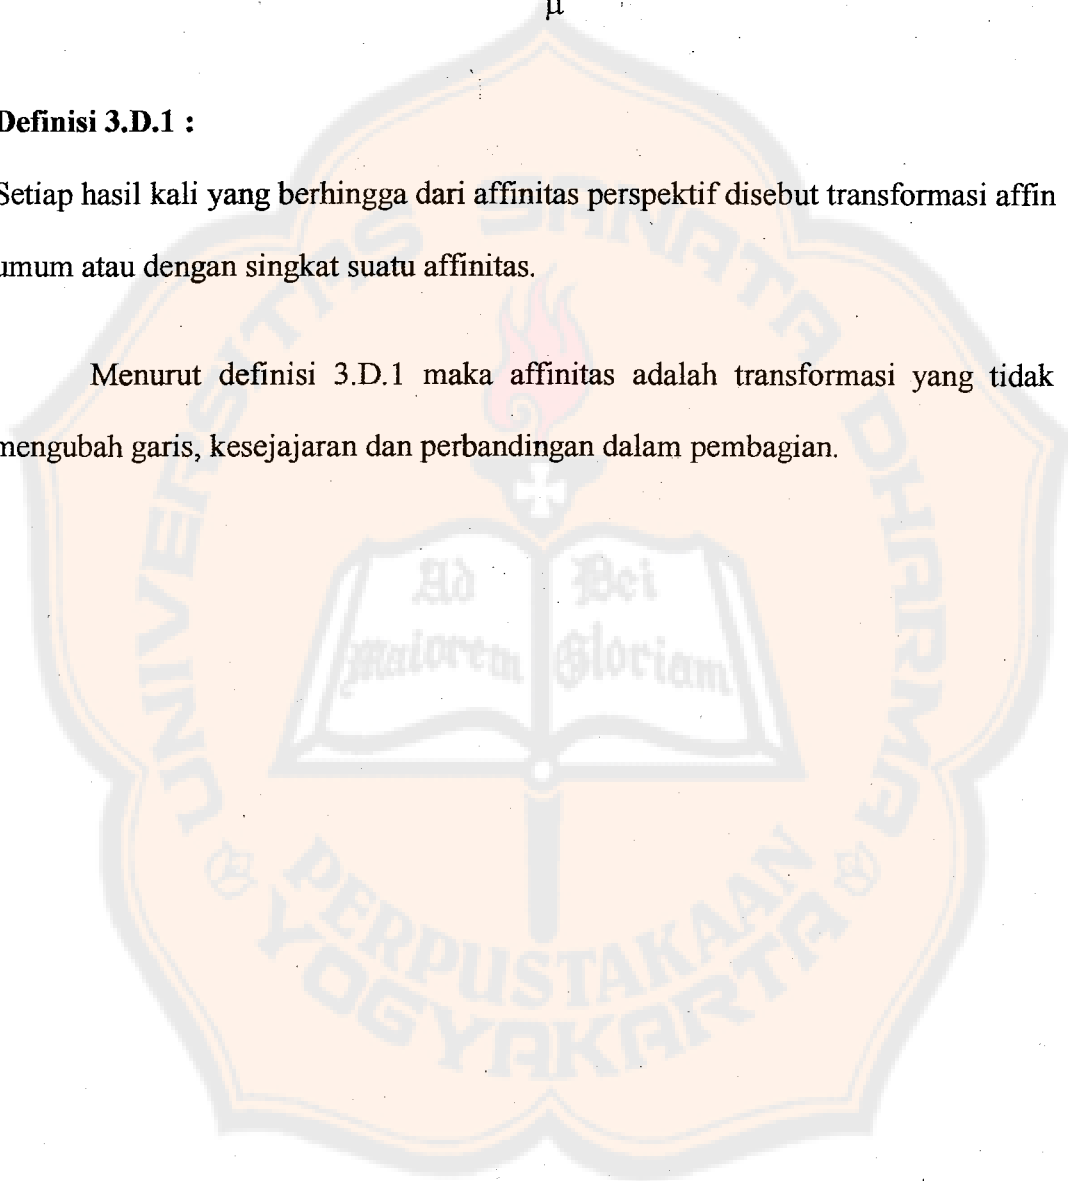 μ
Definisi 3.D.1 :
Setiap hasil kali yang berhingga dari affinitas perspektif disebut transformasi affin
umum atau dengan singkat suatu affinitas.
Menurut definisi 3.D.1 maka affinitas adalah transformasi yang tidak
mengubah garis, kesejajaran dan perbandingan dalam pembagian.
UNIVERSITAS SANATA DHARMA
Ad Dei
Maiorem Gloriam
PERPUSTAKAAN
YOGYAKARTA